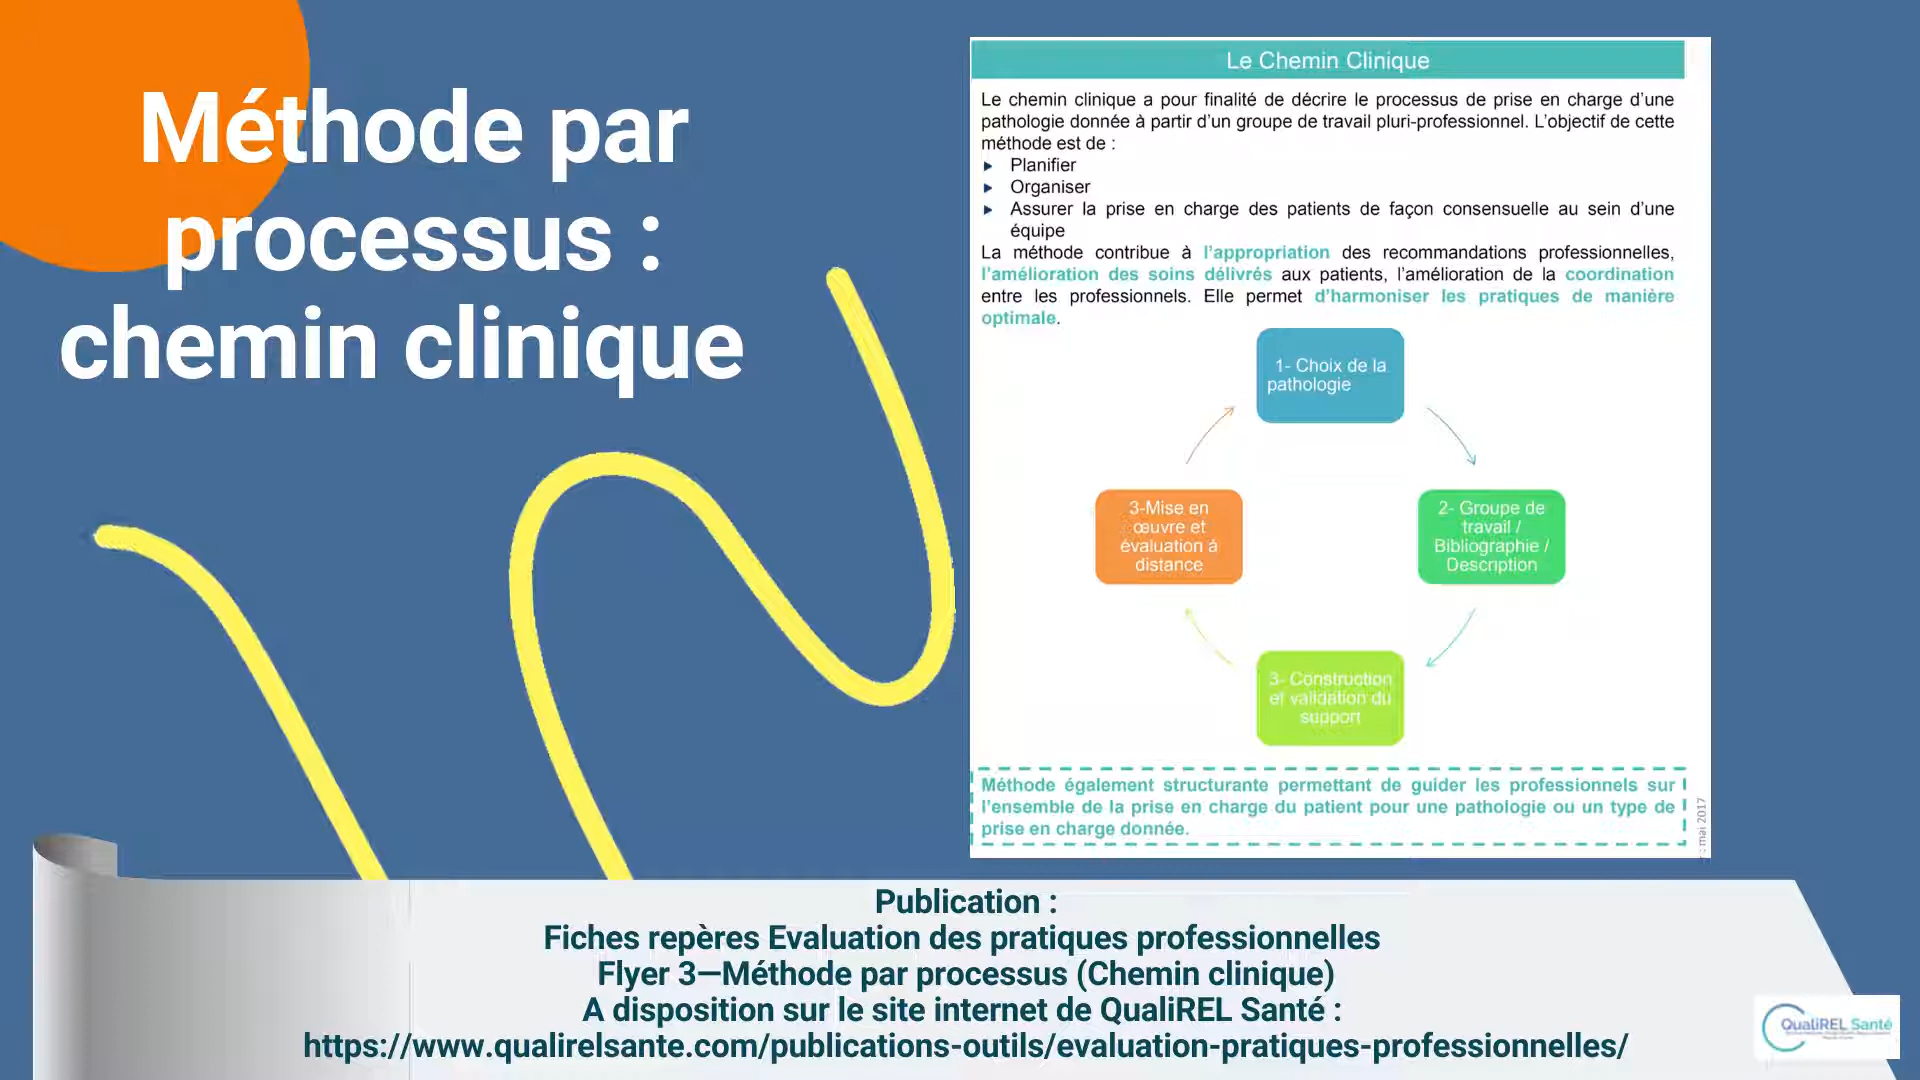 Méthode par
processus :
chemin clinique
Le Chemin Clinique
Le chemin clinique a pour finalité de décrire le processus de prise en charge d'une
pathologie donnée à partir d'un groupe de travail pluri-professionnel. L'objectif de cette
méthode est de :
Planifier
Organiser
Assurer la prise en charge des patients de façon consensuelle au sein d'une
équipe
La méthode contribue à l'appropriation des recommandations professionnelles,
l'amélioration des soins délivrés aux patients, l'amélioration de la coordination
entre les professionnels. Elle permet d'harmoniser les pratiques de manière
optimale.
1- Choix de la
pathologie
2- Groupe de
travail /
Bibliographie /
Description
3- Construction
et validation du
support
3-Mise en
œuvre et
évaluation à
distance
Méthode également structurante permettant de guider les professionnels sur
l'ensemble de la prise en charge du patient pour une pathologie ou un type de
prise en charge donnée.
: mai 2017
Publication :
Fiches repères Evaluation des pratiques professionnelles
Flyer 3—Méthode par processus (Chemin clinique)
A disposition sur le site internet de QualiREL Santé :
https://www.qualirelsante.com/publications-outils/evaluation-pratiques-professionnelles/
QualiREL Santé